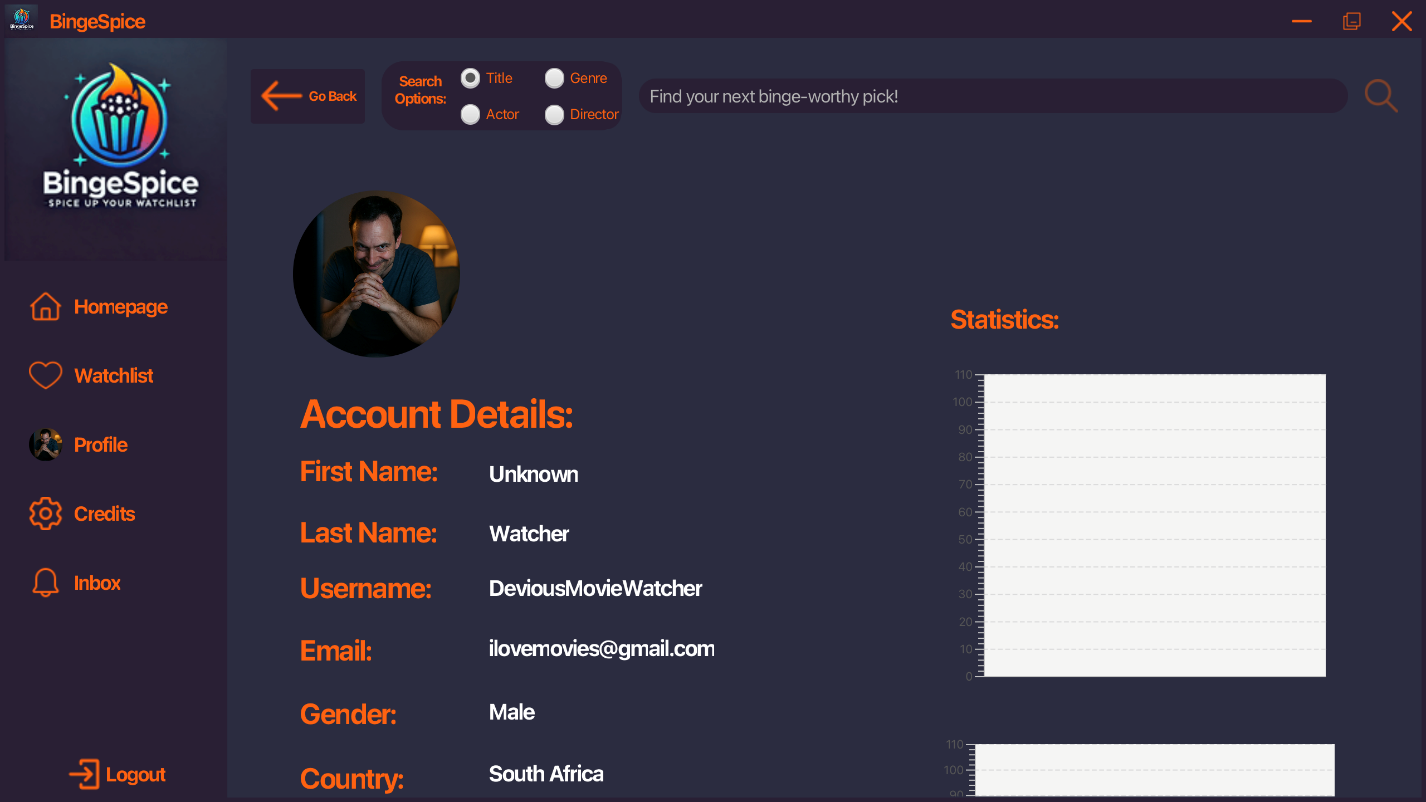 BingeSpice
BingeSpice
BingeSpice
SPICE UP YOUR WATCHLIST
Homepage
Watchlist
Profile
Credits
Inbox
Logout
Go Back
Search
Options:
Title
Genre
Actor
Director
Find your next binge-worthy pick!
Account Details:
First Name: Unknown
Last Name: Watcher
Username: DeviousMovieWatcher
Email: ilovemovies@gmail.com
Gender: Male
Country: South Africa
Statistics:
110
100
90
80
70
60
50
40
30
20
10
0
110
100
90